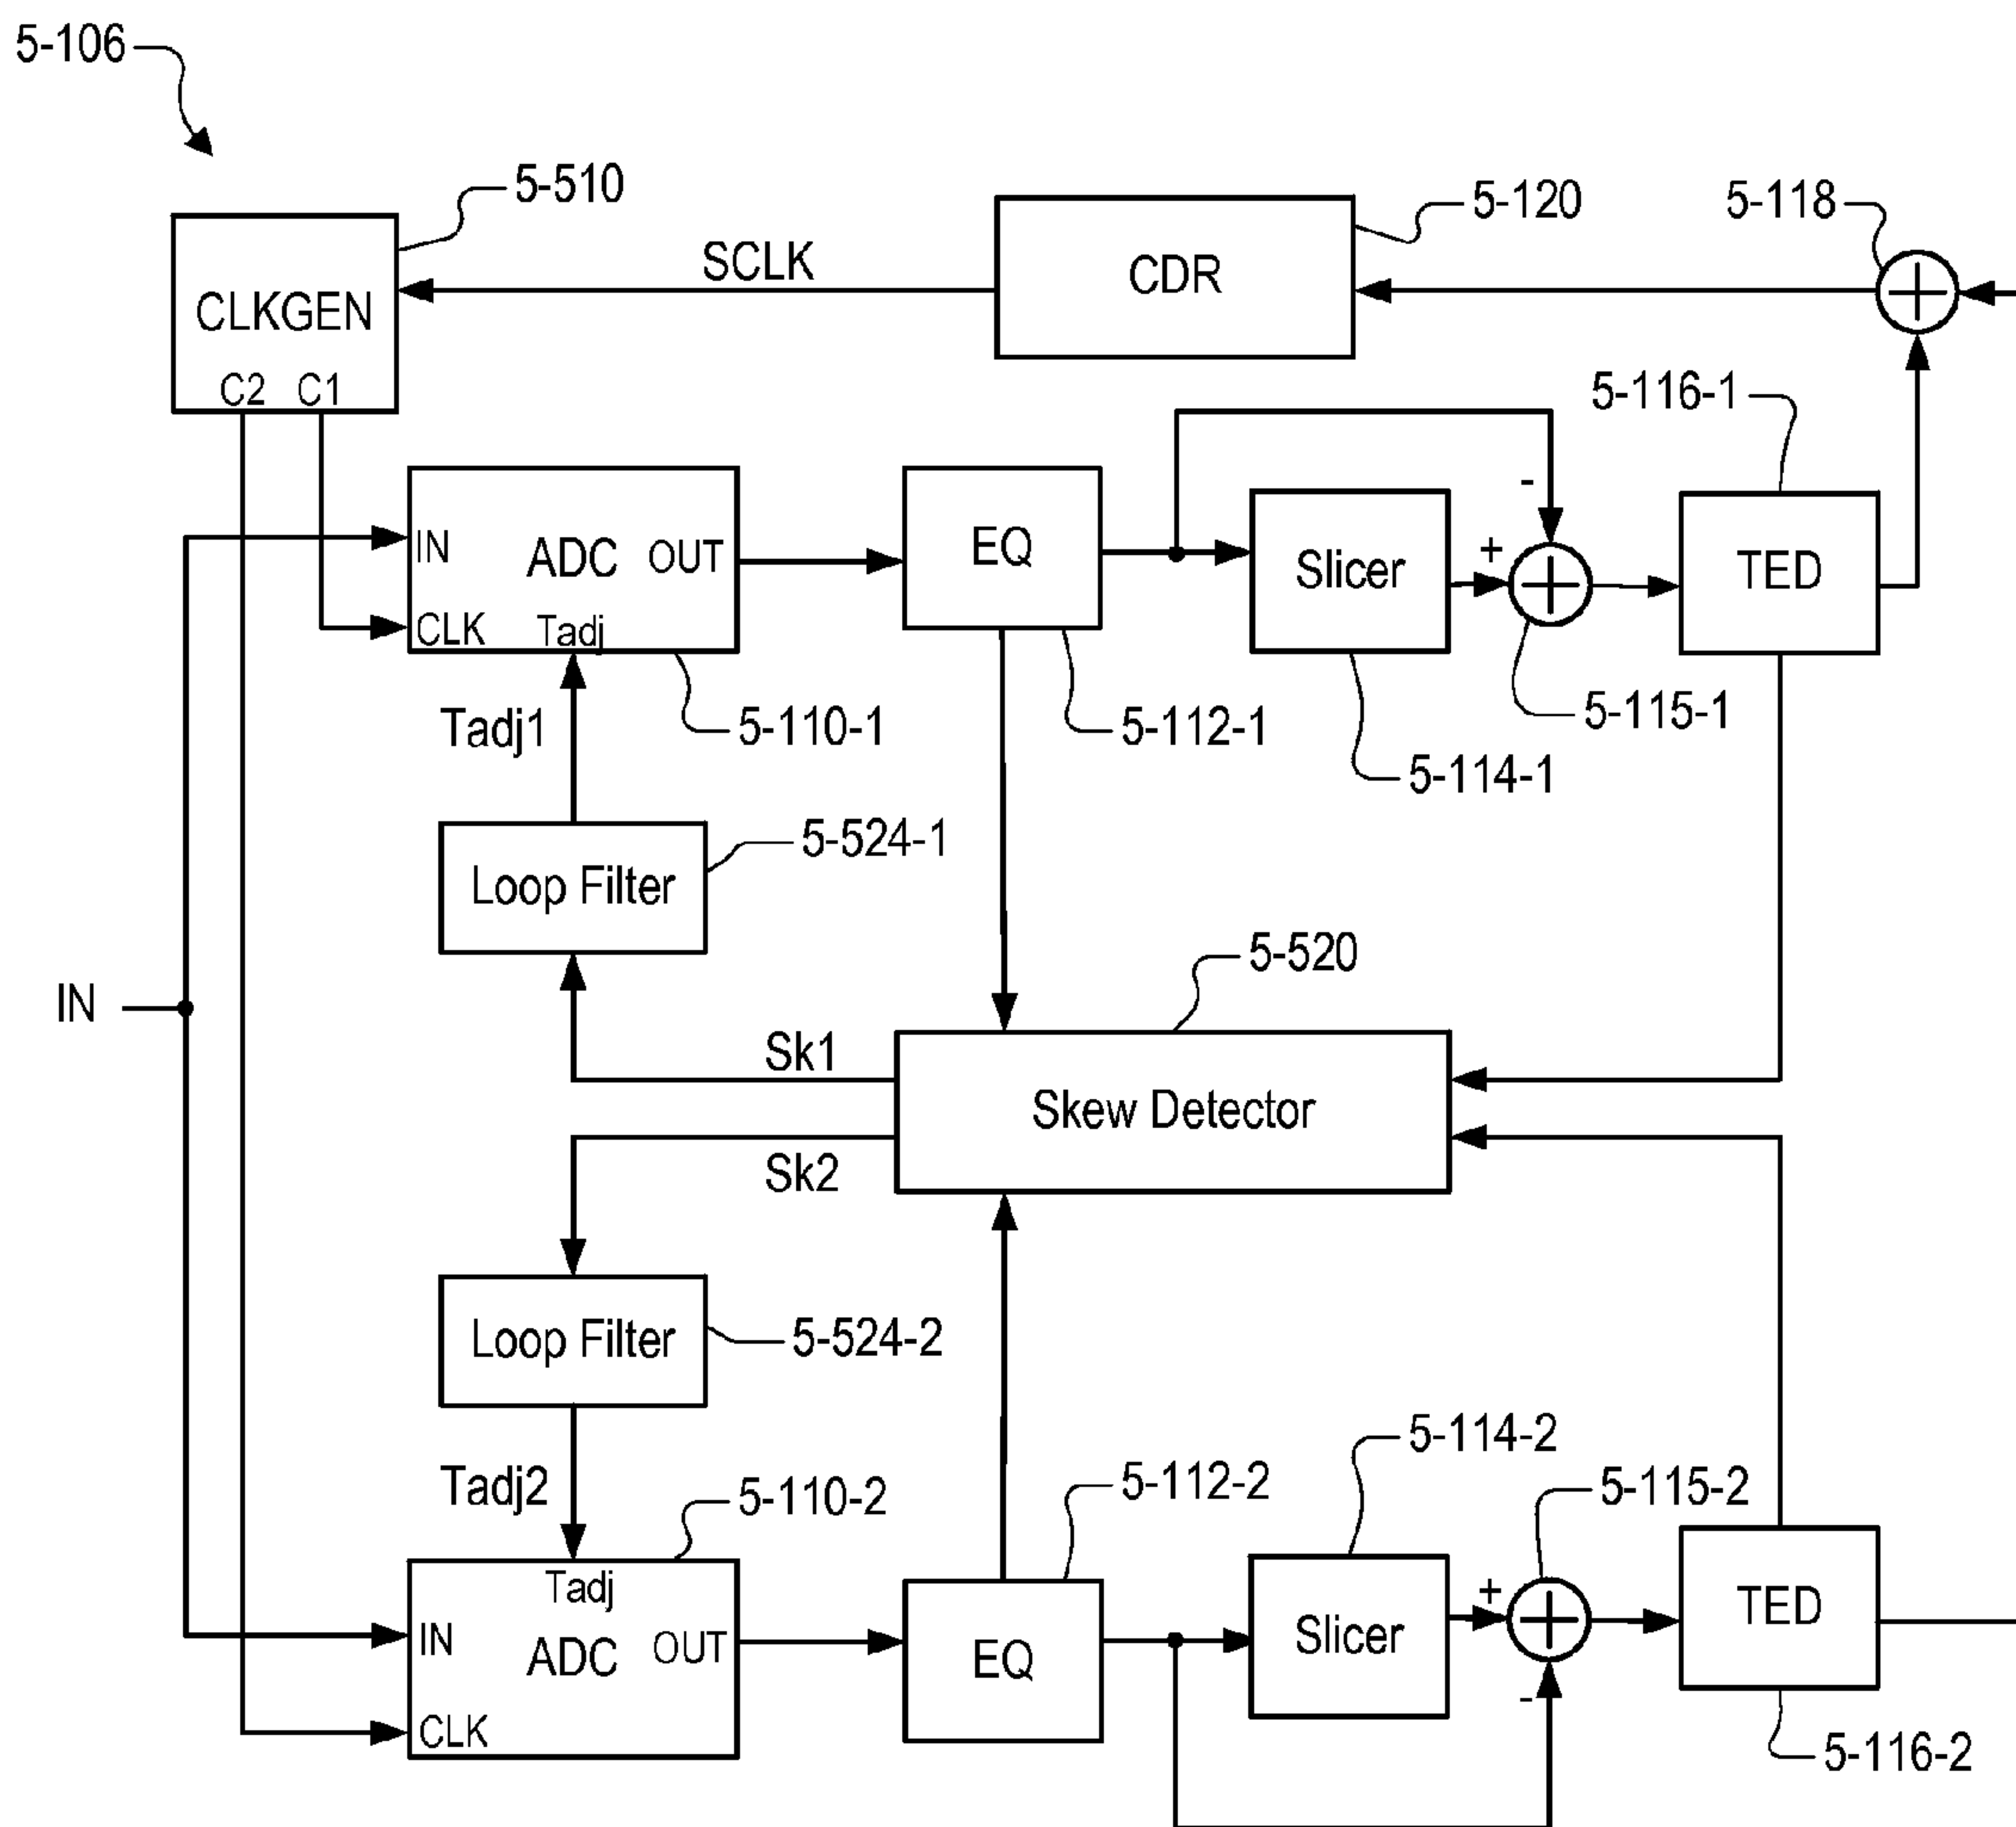 5-106
5-510
5-120
5-118
SCLK
CDR
CLKGEN
C2 C1
5-116-1
-
IN
ADC
OUT
CLK
Tadj
EQ
Slicer
+
TED
Tadj1
5-110-1
5-112-1
5-115-1
5-114-1
5-524-1
Loop Filter
5-520
IN
Sk1
Skew Detector
Sk2
Loop Filter
5-524-2
5-114-2
Tadj2
5-110-2
5-112-2
5-115-2
Tadj
IN
ADC
OUT
CLK
EQ
Slicer
+
-
TED
5-116-2